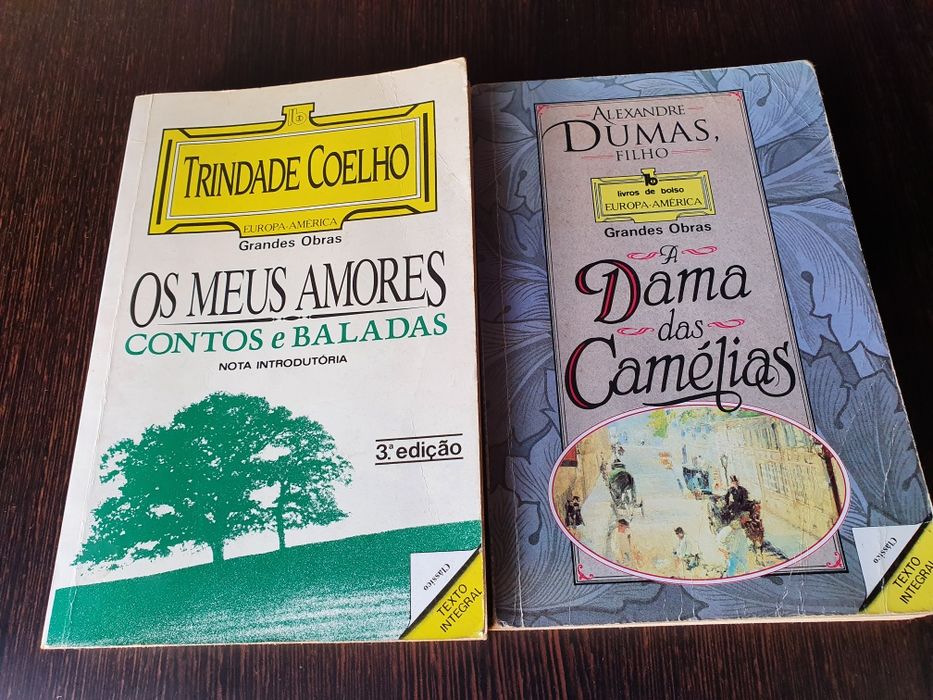 TRINDADE COELHO
EUROPA-AMÉRICA
Grandes Obras
OS MEUS AMORES
CONTOS e BALADAS
NOTA INTRODUTÓRIA
3.ª edição
Clássico
TEXTO
INTEGRAL
ALEXANDRE
DUMAS,
FILHO
livros de bolso
EUROPA-AMÉRICA
Grandes Obras
A
Dama
das
Camélias
Clássico
TEXTO
INTEGRAL